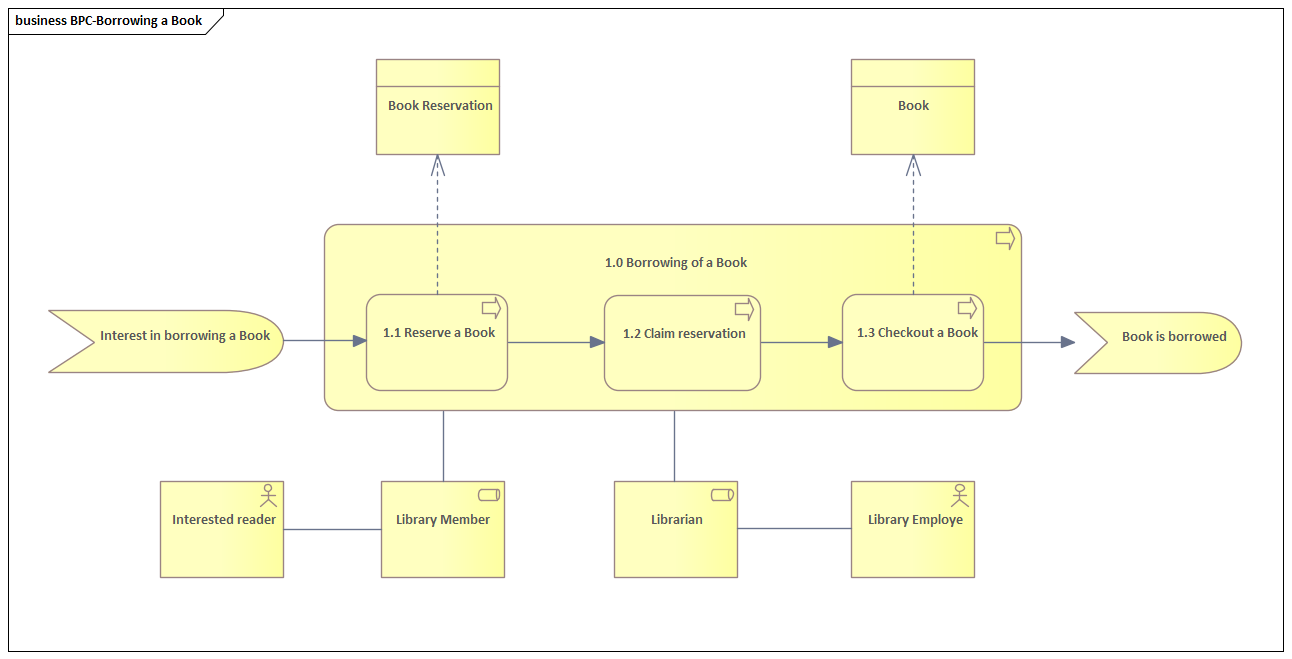 business BPC-Borrowing a Book
Book Reservation
Book
1.0 Borrowing of a Book
Interest in borrowing a Book
1.1 Reserve a Book
1.2 Claim reservation
1.3 Checkout a Book
Book is borrowed
Interested reader
Library Member
Librarian
Library Employe